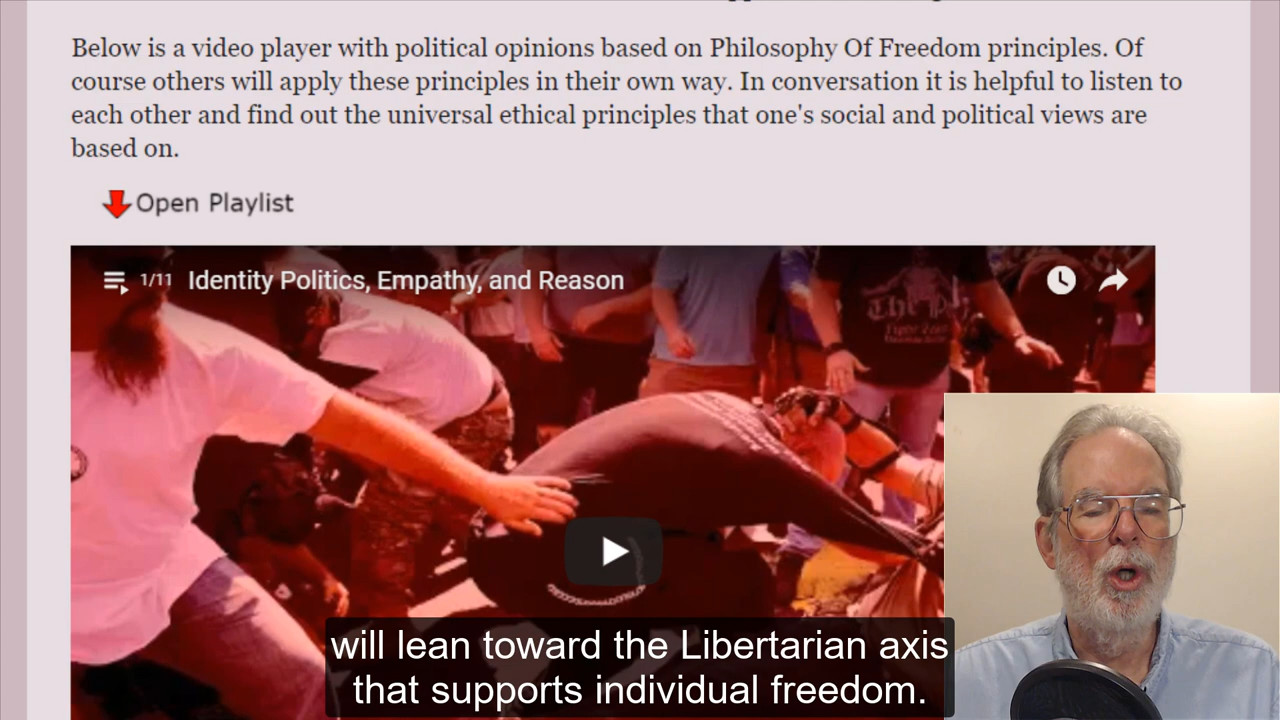 Below is a video player with political opinions based on Philosophy Of Freedom principles. Of
course others will apply these principles in their own way. In conversation it is helpful to listen to
each other and find out the universal ethical principles that one's social and political views are
based on.
Open Playlist
1/11 Identity Politics, Empathy, and Reason
will lean toward the Libertarian axis
that supports individual freedom.